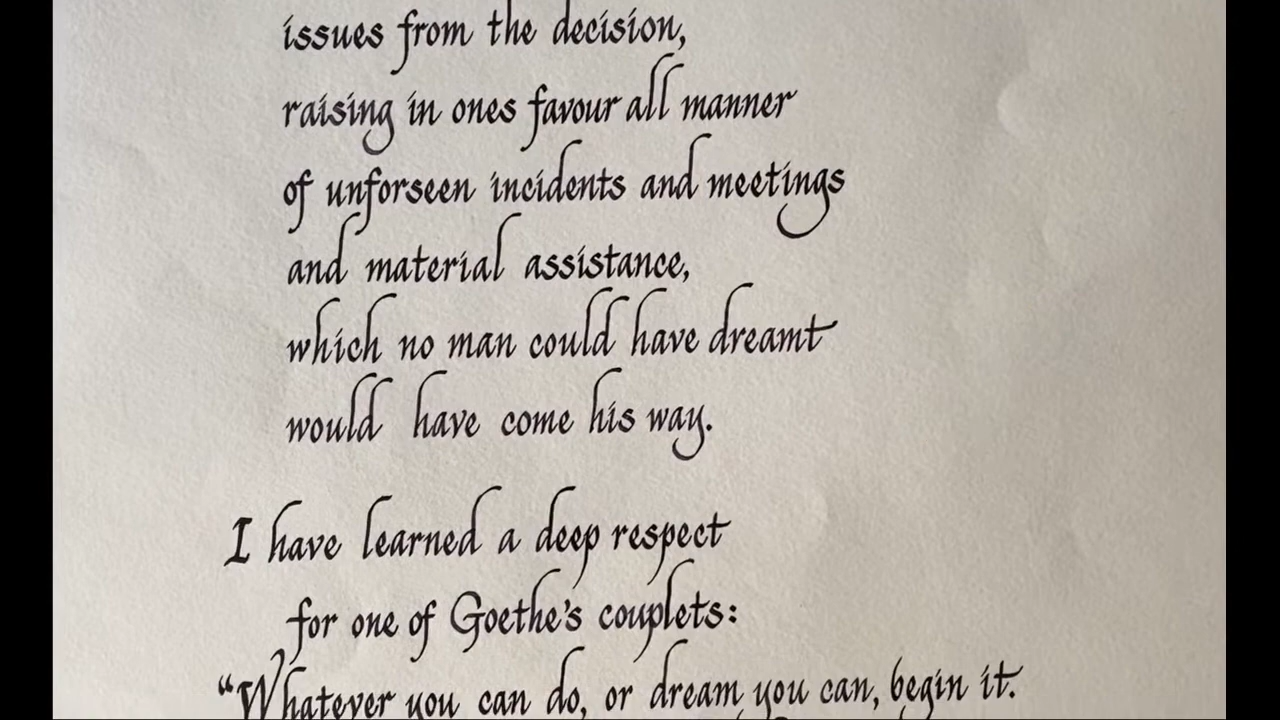 issues from the decision,
raising in ones favour all manner
of unforseen incidents and meetings
and material assistance,
which no man could have dreamt
would have come his way.
I have learned a deep respect
for one of Goethe's couplets:
“Whatever you can do, or dream you can, begin it.